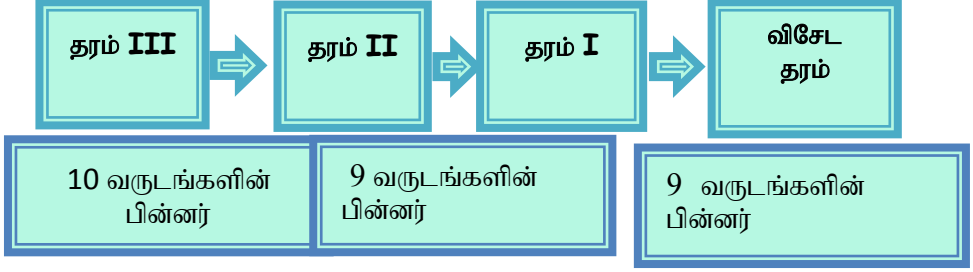 தரம் III
தரம் II
தரம் I
விசேட
தரம்
10 வருடங்களின்
பின்னர்
9 வருடங்களின்
பின்னர்
9 வருடங்களின்
பின்னர்